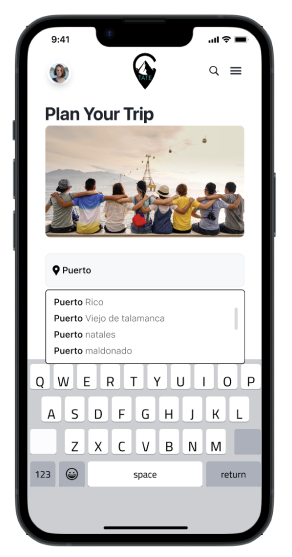 9:41
CATE
Plan Your Trip
Puerto
Puerto Rico
Puerto Viejo de talamanca
Puerto natales
Puerto maldonado
Q W E R T Y U I O P
A S D F G H J K L
Z X C V B N M
123 space return